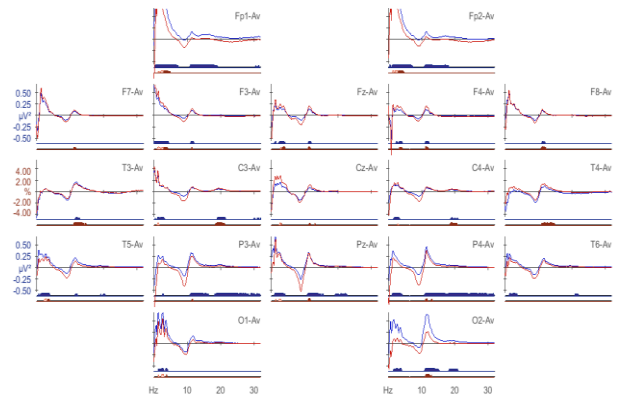 Fp1-Av Fp2-Av
F7-Av F3-Av Fz-Av F4-Av F8-Av
0.50
0.25
µV²
-0.25
-0.50
T3-Av C3-Av Cz-Av C4-Av T4-Av
4.00
2.00
%
-2.00
-4.00
T5-Av P3-Av Pz-Av P4-Av T6-Av
0.50
0.25
µV²
-0.25
-0.50
O1-Av O2-Av
Hz 10 20 30 Hz 10 20 30